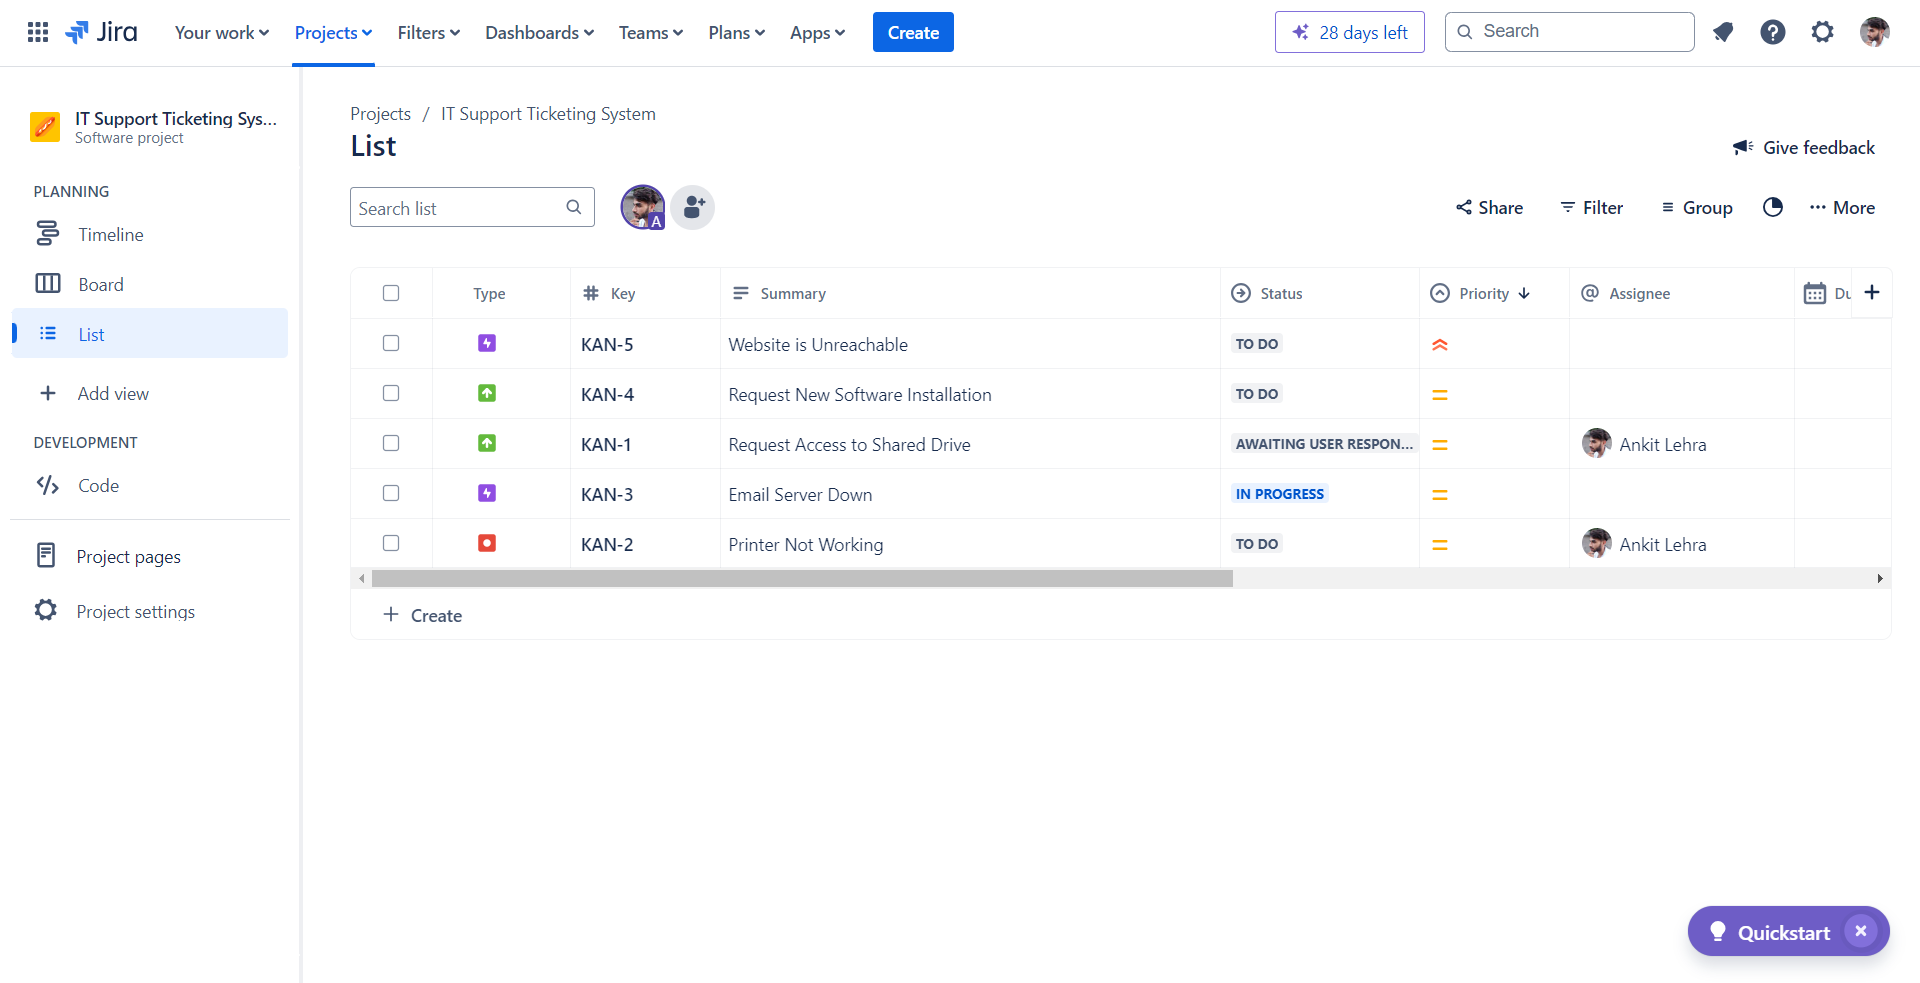 Jira Your work Projects Filters Dashboards Teams Plans Apps Create 28 days left Search
IT Support Ticketing Sys...
Software project
PLANNING
Timeline
Board
List
Add view
DEVELOPMENT
Code
Project pages
Project settings
Projects / IT Support Ticketing System
List
Give feedback
Search list A Share Filter Group More
Type Key Summary Status Priority Assignee Du
KAN-5 Website is Unreachable TO DO
KAN-4 Request New Software Installation TO DO
KAN-1 Request Access to Shared Drive AWAITING USER RESPON... Ankit Lehra
KAN-3 Email Server Down IN PROGRESS
KAN-2 Printer Not Working TO DO Ankit Lehra
Create
Quickstart